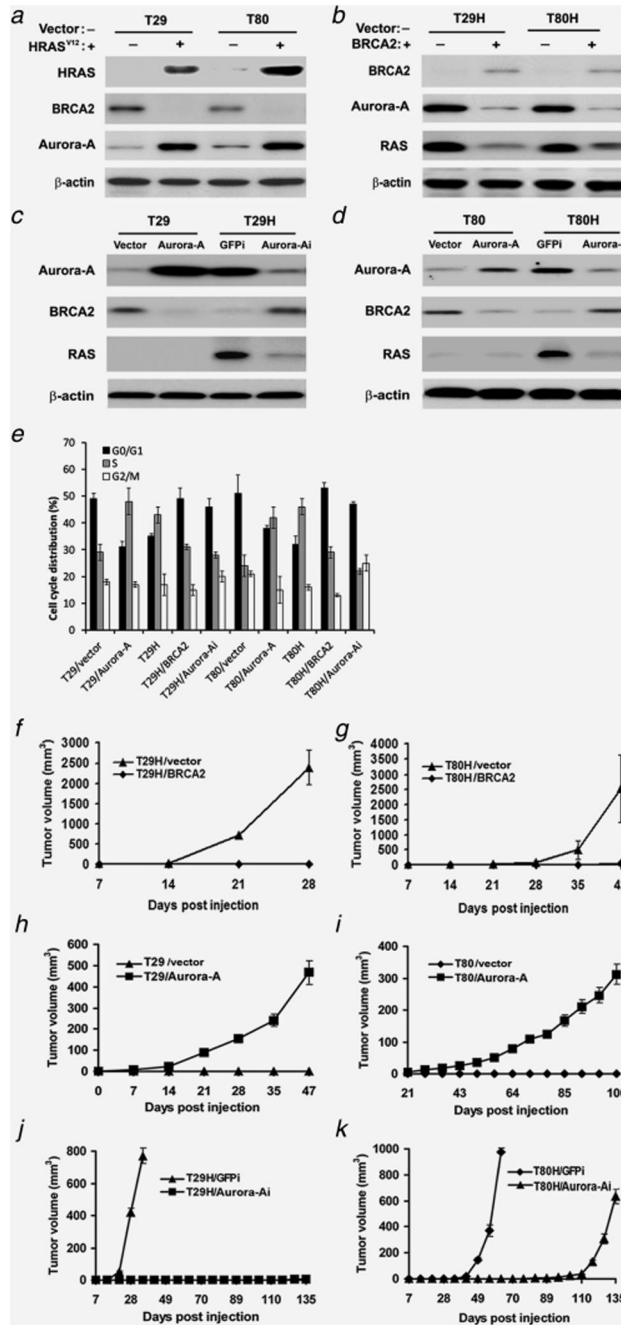 a
T29 T80
Vector: –
HRASV12: + – + – +
HRAS
BRCA2
Aurora-A
β-actin
b
T29H T80H
Vector: –
BRCA2: + – + – +
BRCA2
Aurora-A
RAS
β-actin
c
T29 T29H
Vector Aurora-A GFPi Aurora-Ai
Aurora-A
BRCA2
RAS
β-actin
d
T80 T80H
Vector Aurora-A GFPi Aurora-A
Aurora-A
BRCA2
RAS
β-actin
e
Cell cycle distribution (%)
70
60
50
40
30
20
10
0
G0/G1
S
G2/M
T29/vector
T29/Aurora-A
T29H
T29H/BRCA2
T29H/Aurora-Ai
T80/vector
T80/Aurora-A
T80H
T80H/BRCA2
T80H/Aurora-Ai
f
Tumor volume (mm3)
3000
2500
2000
1500
1000
500
0
T29H/vector
T29H/BRCA2
7 14 21 28
Days post injection
g
Tumor volume (mm3)
4000
3500
3000
2500
2000
1500
1000
500
0
T80H/vector
T80H/BRCA2
7 14 21 28 35 4
Days post injection
h
Tumor volume (mm3)
600
500
400
300
200
100
0
T29/vector
T29/Aurora-A
0 7 14 21 28 35 47
Days post injection
i
Tumor volume (mm3)
400
300
200
100
0
T80/vector
T80/Aurora-A
21 43 64 85 106
Days post injection
j
Tumor volume (mm3)
800
600
400
200
0
T29H/GFPi
T29H/Aurora-Ai
7 28 49 70 89 110 135
Days post injection
k
Tumor volume (mm3)
1000
800
600
400
200
0
T80H/GFPi
T80H/Aurora-Ai
7 28 49 70 89 110 135
Days post injection